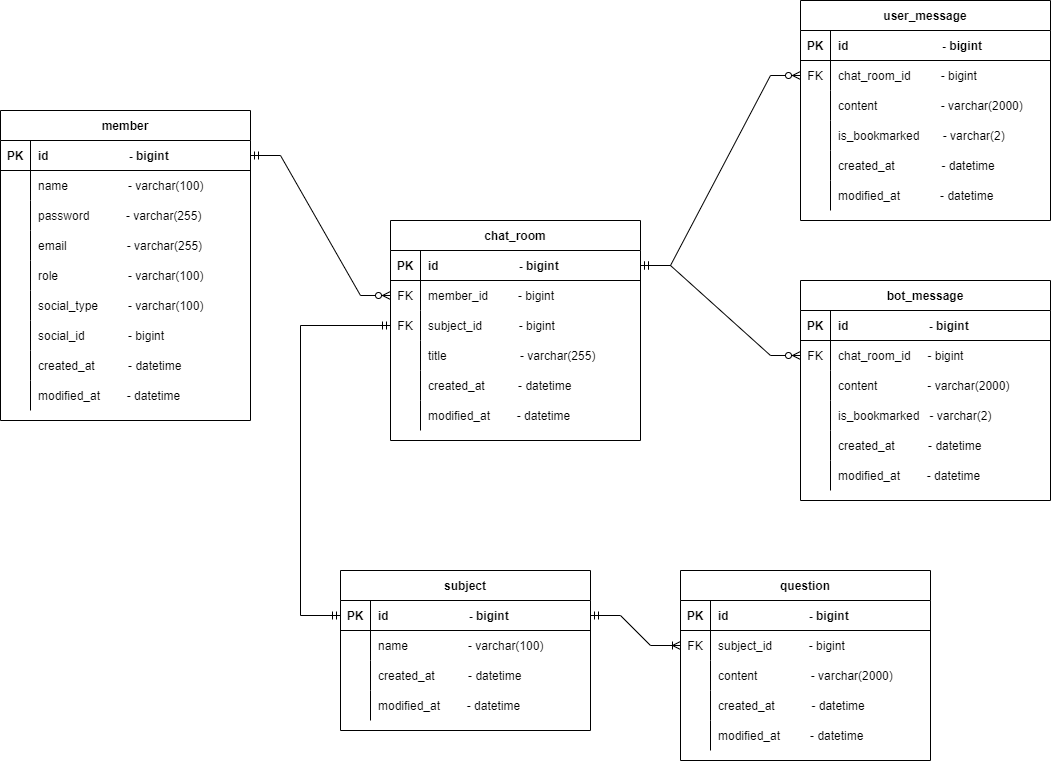 member
PK id - bigint
name - varchar(100)
password - varchar(255)
email - varchar(255)
role - varchar(100)
social_type - varchar(100)
social_id - bigint
created_at - datetime
modified_at - datetime
chat_room
PK id - bigint
FK member_id - bigint
FK subject_id - bigint
title - varchar(255)
created_at - datetime
modified_at - datetime
user_message
PK id - bigint
FK chat_room_id - bigint
content - varchar(2000)
is_bookmarked - varchar(2)
created_at - datetime
modified_at - datetime
bot_message
PK id - bigint
FK chat_room_id - bigint
content - varchar(2000)
is_bookmarked - varchar(2)
created_at - datetime
modified_at - datetime
subject
PK id - bigint
name - varchar(100)
created_at - datetime
modified_at - datetime
question
PK id - bigint
FK subject_id - bigint
content - varchar(2000)
created_at - datetime
modified_at - datetime